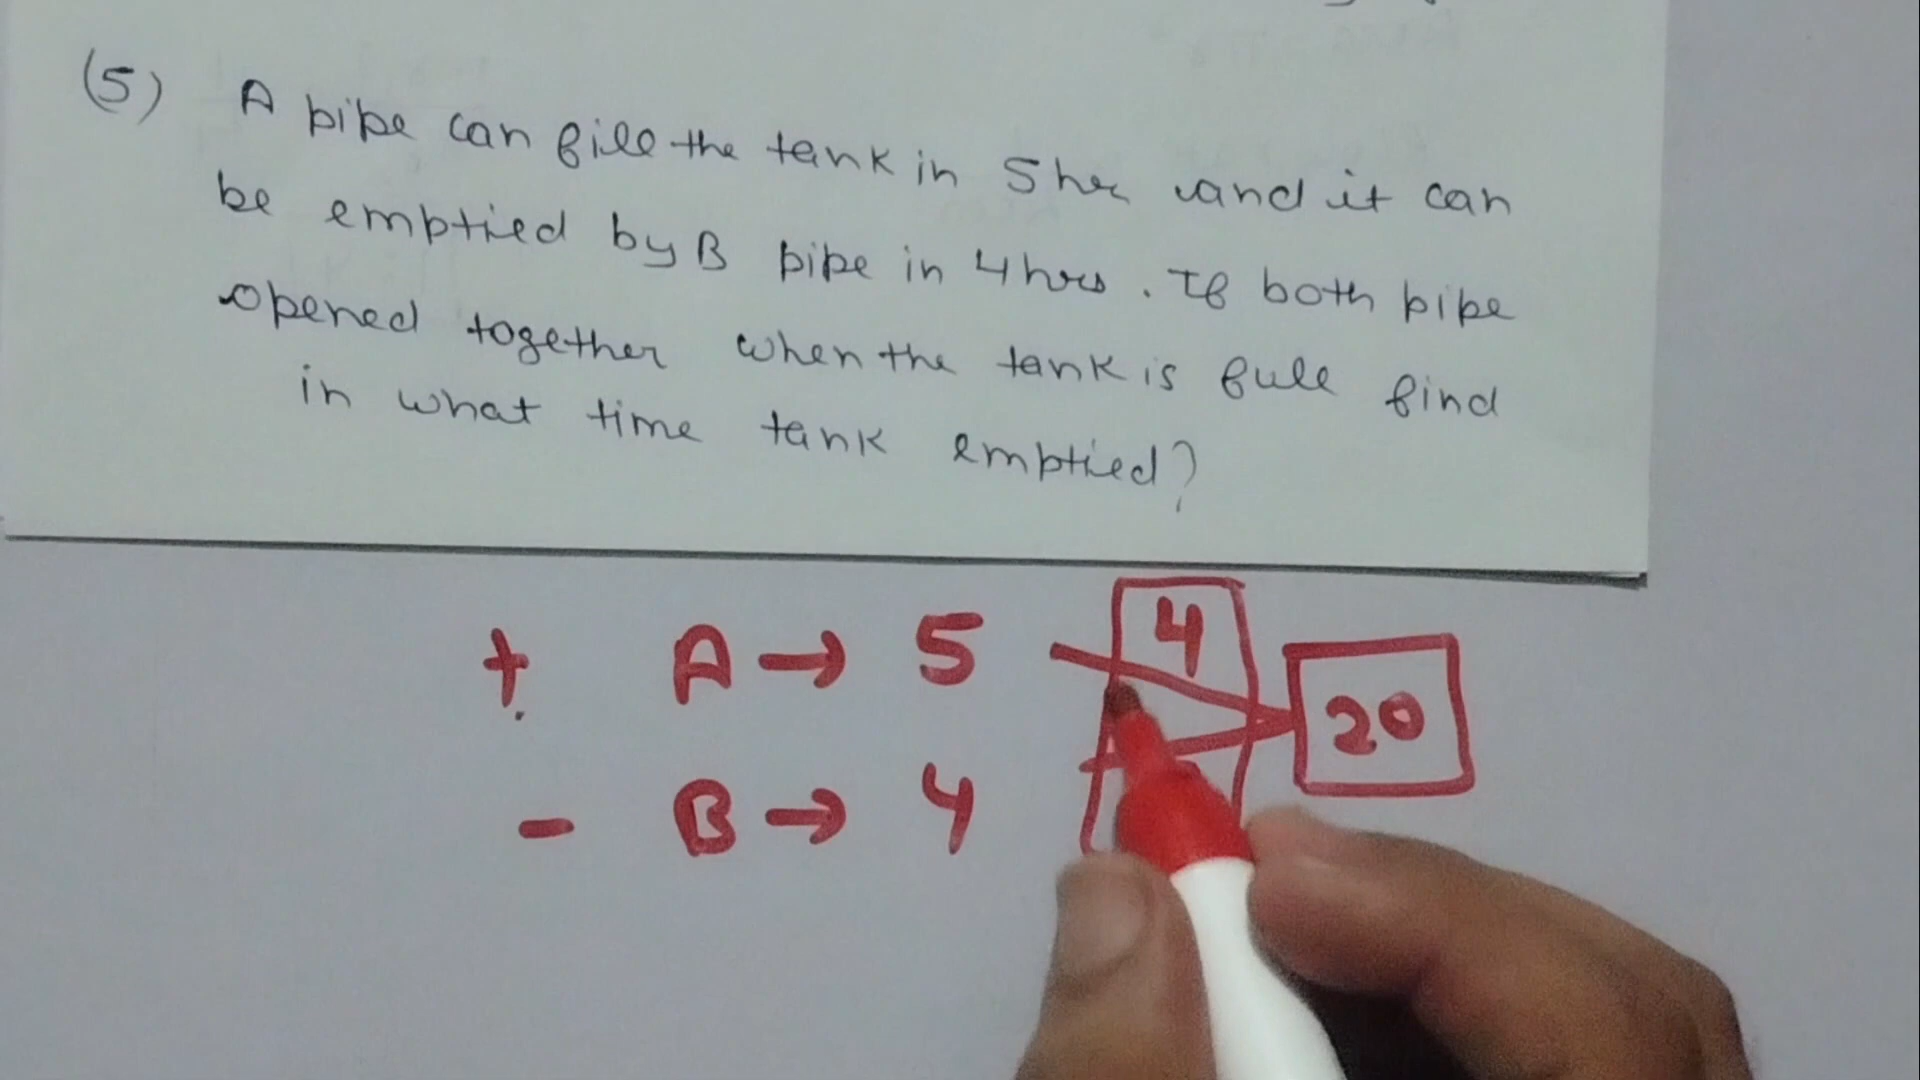 (5) A pipe can fill the tank in 5 hr and it can
be emptied by B pipe in 4 hrs. If both pipe
opened together when the tank is full find
in what time tank emptied?
+ A → 5 4 20
- B → 4